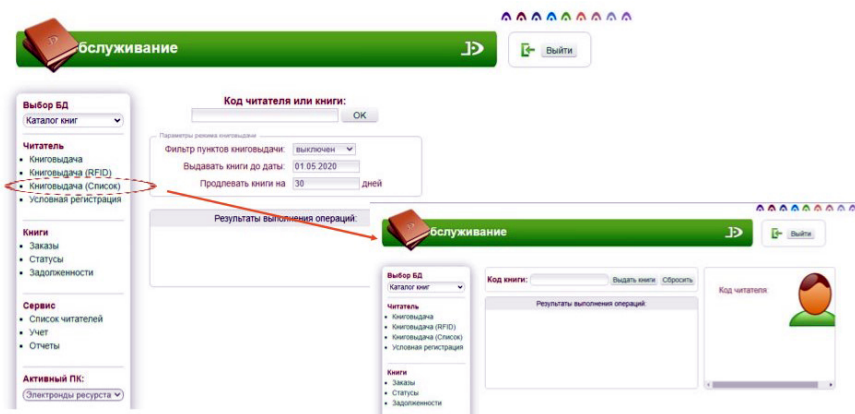 бслуживание
Выйти
Выбор БД
Каталог книг
Читатель
Книговыдача
Книговыдача (RFID)
Книговыдача (Список)
Условная регистрация
Книги
Заказы
Статусы
Задолженности
Сервис
Список читателей
Учет
Отчеты
Активный ПК:
Электронды ресурста
Код читателя или книги:
OK
Параметры режима книговыдачи
Фильтр пунктов книговыдачи: выключен
Выдавать книги до даты: 01.05.2020
Продлевать книги на 30 дней
Результаты выполнения операций:
бслуживание
Выйти
Выбор БД
Каталог книг
Читатель
Книговыдача
Книговыдача (RFID)
Книговыдача (Список)
Условная регистрация
Книги
Заказы
Статусы
Задолженности
Код книги: Выдать книги Сбросить
Результаты выполнения операций:
Код читателя: